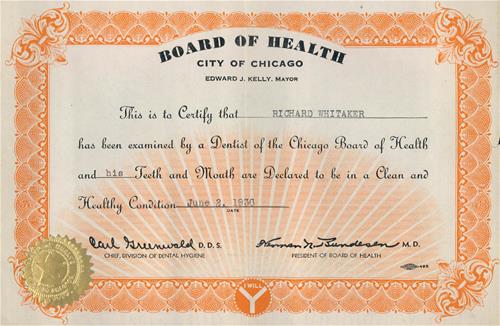 BOARD OF HEALTH
CITY OF CHICAGO
EDWARD J. KELLY, MAYOR
This is to Certify that RICHARD WHITAKER
has been examined by a Dentist of the Chicago Board of Health
and his Teeth and Mouth are Declared to be in a Clean and
Healthy Condition June 2, 1936
DATE
Carl Greenwald D.D.S. Herman N. Bundesen M.D.
CHIEF, DIVISION OF DENTAL HYGIENE PRESIDENT OF BOARD OF HEALTH
I WILL